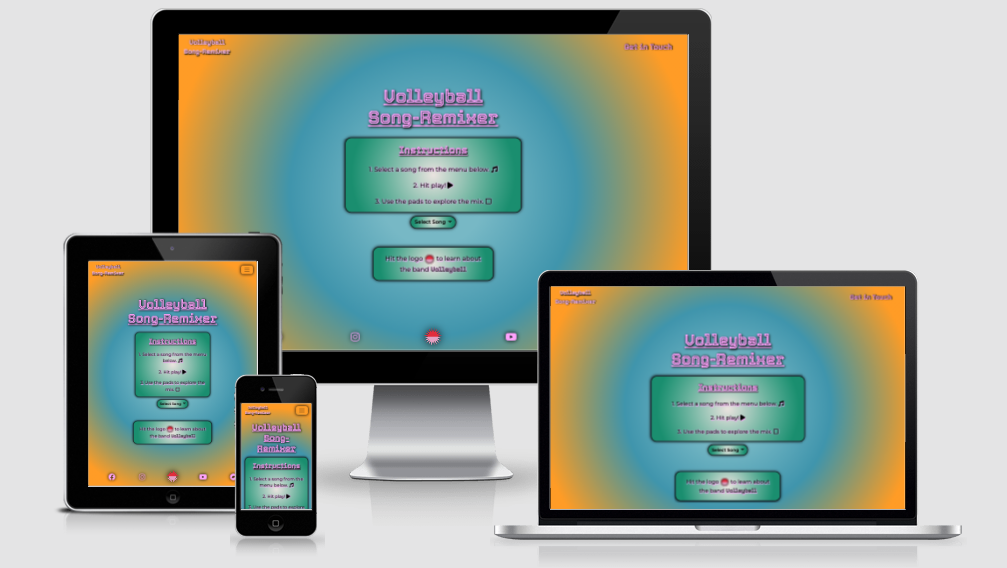 Volleyball
Song-Remixer
Get In Touch
Volleyball
Song-Remixer
Instructions
1. Select a song from the menu below.
2. Hit play!
3. Use the pads to explore the mix.
Select Song
Hit the logo to learn about
the band Volleyball
Volleyball
Song-Remixer
Volleyball
Song-Remixer
Instructions
1. Select a song from the menu
below.
2. Hit play!
3. Use the pads to explore the
mix.
Select Song
Hit the logo to learn about
the band Volleyball
Volleyball
Song-Remixer
Volleyball
Song-
Remixer
Instructions
1. Select a song from the
menu below.
2. Hit play!
3. Use the pads to explore
Volleyball
Song-Remixer
Get In Touch
Volleyball
Song-Remixer
Instructions
1. Select a song from the menu below.
2. Hit play!
3. Use the pads to explore the mix.
Select Song
Hit the logo to learn about
the band Volleyball